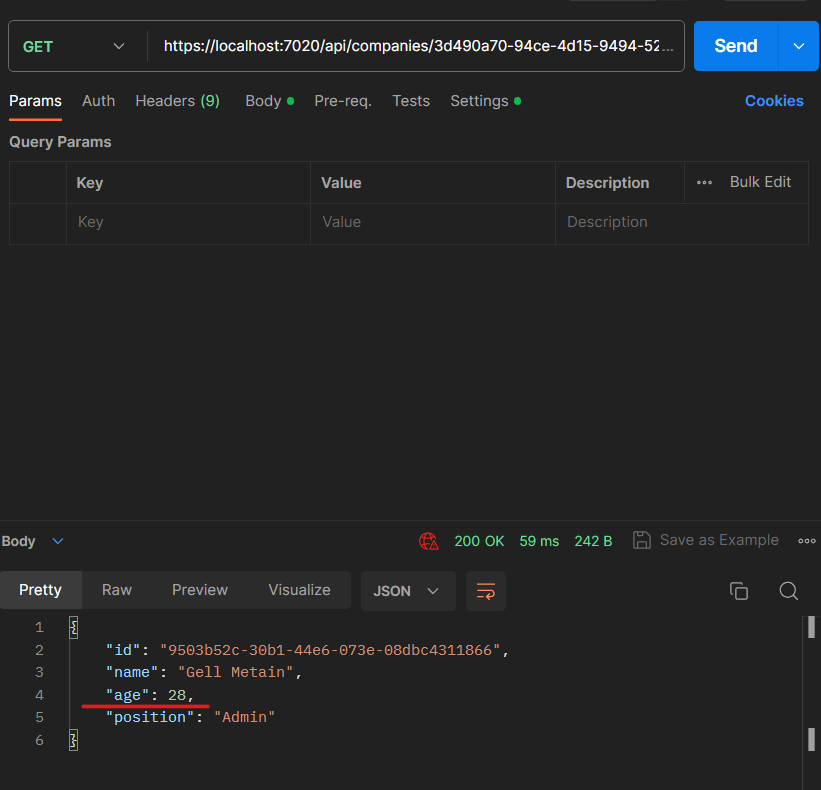 GET https://localhost:7020/api/companies/3d490a70-94ce-4d15-9494-52... Send
Params Auth Headers (9) Body Pre-req. Tests Settings Cookies
Query Params
Key Value Description Bulk Edit
Key Value Description
Body 200 OK 59 ms 242 B Save as Example
Pretty Raw Preview Visualize JSON
1 {
2 "id": "9503b52c-30b1-44e6-073e-08dbc4311866",
3 "name": "Gell Metain",
4 "age": 28,
5 "position": "Admin"
6 }